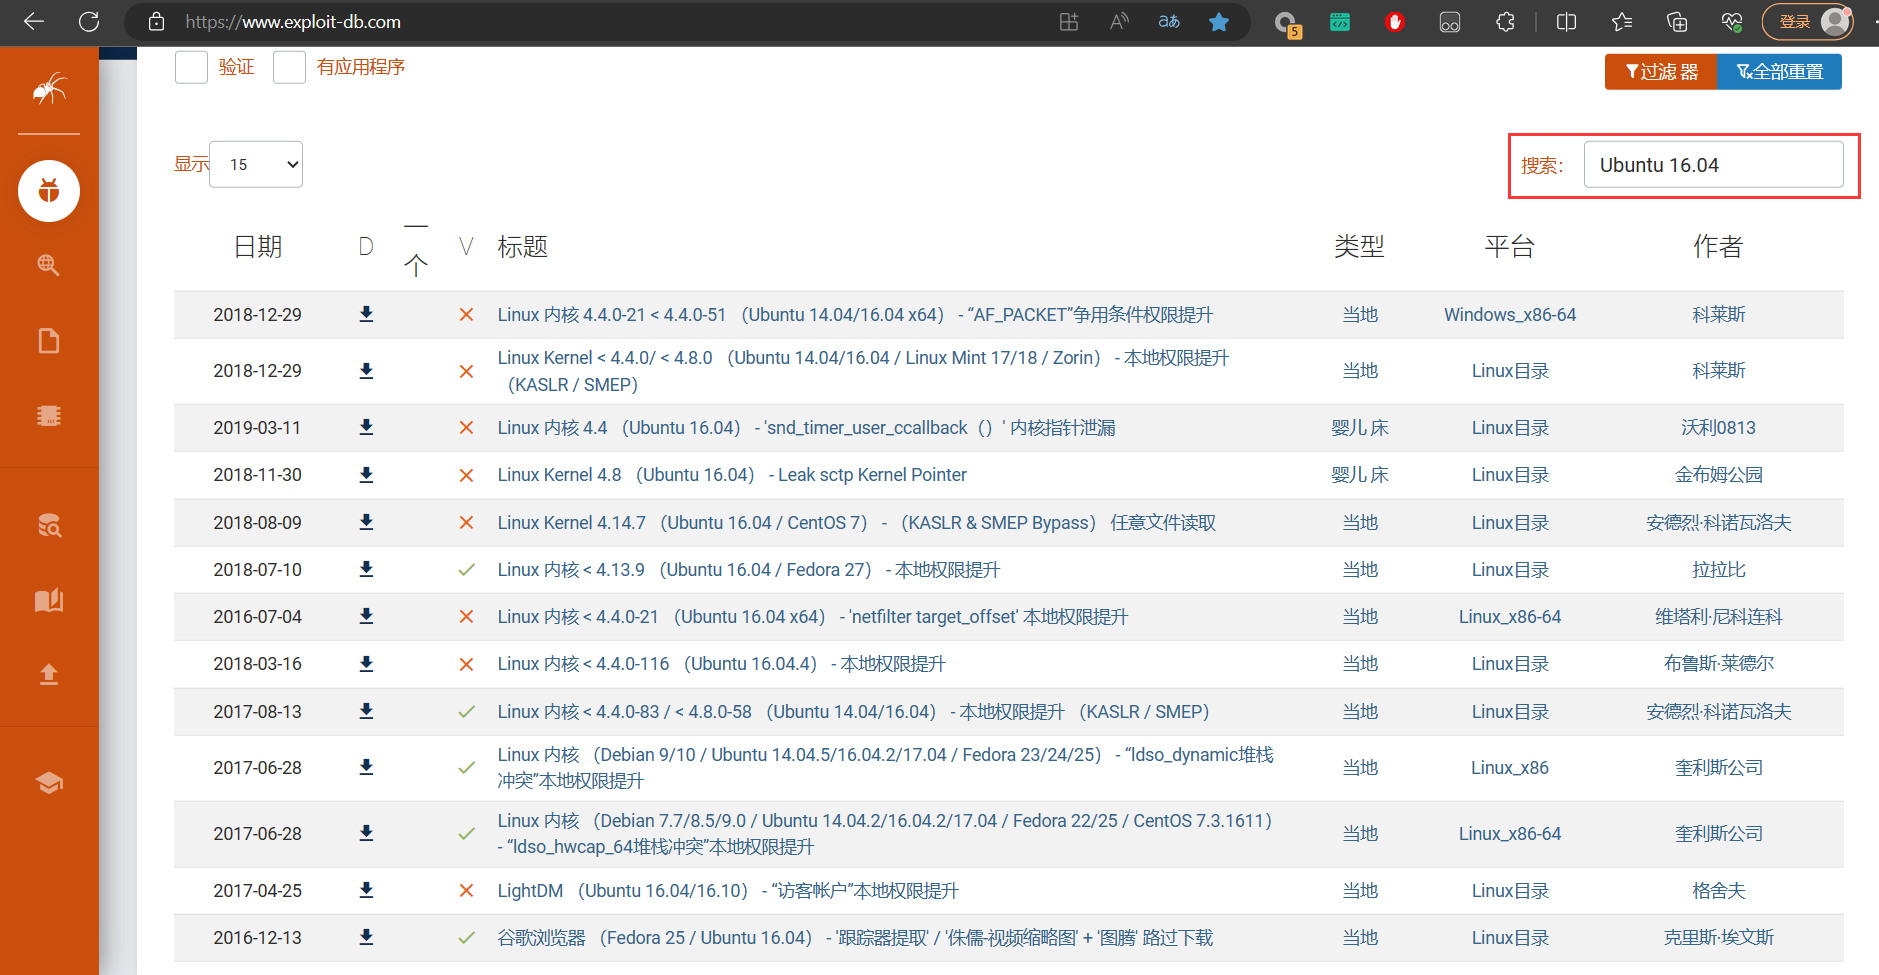 https://www.exploit-db.com
A))
aあ
5
登录
验证 有应用程序
过滤 器 全部重置
显示 15
搜索: Ubuntu 16.04
日期 D 一个 V 标题 类型 平台 作者
2018-12-29 Linux 内核 4.4.0-21 < 4.4.0-51 （Ubuntu 14.04/16.04 x64） - “AF_PACKET”争用条件权限提升 当地 Windows_x86-64 科莱斯
2018-12-29 Linux Kernel < 4.4.0/ < 4.8.0 （Ubuntu 14.04/16.04 / Linux Mint 17/18 / Zorin） - 本地权限提升
（KASLR / SMEP） 当地 Linux目录 科莱斯
2019-03-11 Linux 内核 4.4 （Ubuntu 16.04） - 'snd_timer_user_ccallback（）' 内核指针泄漏 婴儿 床 Linux目录 沃利0813
2018-11-30 Linux Kernel 4.8 （Ubuntu 16.04） - Leak sctp Kernel Pointer 婴儿 床 Linux目录 金布姆公园
2018-08-09 Linux Kernel 4.14.7 （Ubuntu 16.04 / CentOS 7） - （KASLR & SMEP Bypass） 任意文件读取 当地 Linux目录 安德烈·科诺瓦洛夫
2018-07-10 Linux 内核 < 4.13.9 （Ubuntu 16.04 / Fedora 27） - 本地权限提升 当地 Linux目录 拉拉比
2016-07-04 Linux 内核 < 4.4.0-21 （Ubuntu 16.04 x64） - 'netfilter target_offset' 本地权限提升 当地 Linux_x86-64 维塔利·尼科连科
2018-03-16 Linux 内核 < 4.4.0-116 （Ubuntu 16.04.4） - 本地权限提升 当地 Linux目录 布鲁斯·莱德尔
2017-08-13 Linux 内核 < 4.4.0-83 / < 4.8.0-58 （Ubuntu 14.04/16.04） - 本地权限提升 （KASLR / SMEP） 当地 Linux目录 安德烈·科诺瓦洛夫
2017-06-28 Linux 内核 （Debian 9/10 / Ubuntu 14.04.5/16.04.2/17.04 / Fedora 23/24/25） - “ldso_dynamic堆栈
冲突”本地权限提升 当地 Linux_x86 奎利斯公司
2017-06-28 Linux 内核 （Debian 7.7/8.5/9.0 / Ubuntu 14.04.2/16.04.2/17.04 / Fedora 22/25 / CentOS 7.3.1611）
- “ldso_hwcap_64堆栈冲突”本地权限提升 当地 Linux_x86-64 奎利斯公司
2017-04-25 LightDM （Ubuntu 16.04/16.10） - “访客帐户”本地权限提升 当地 Linux目录 格舍夫
2016-12-13 谷歌浏览器 （Fedora 25 / Ubuntu 16.04） - '跟踪器提取' / '侏儒-视频缩略图' + '图腾' 路过下载 当地 Linux目录 克里斯·埃文斯